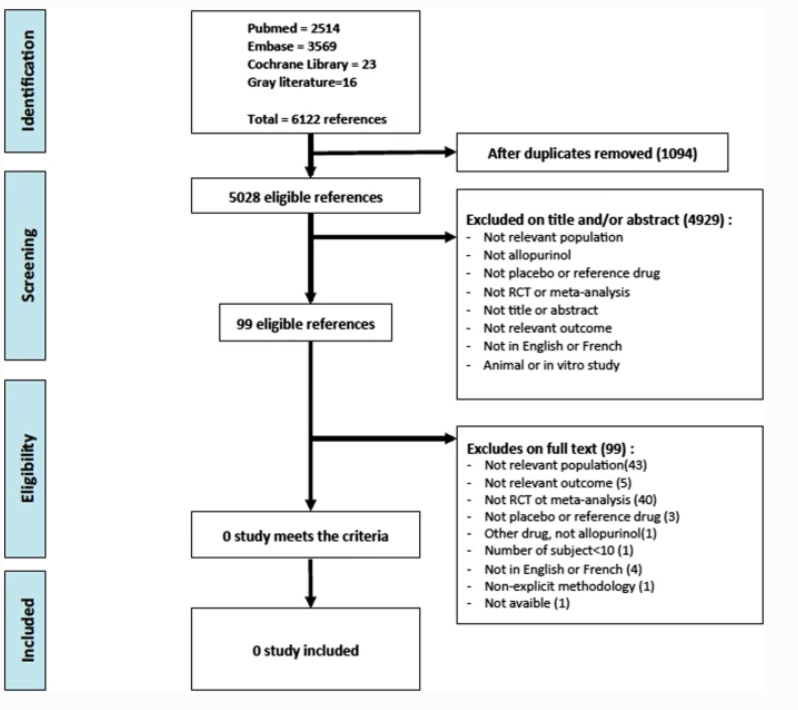 Identification
Pubmed = 2514
Embase = 3569
Cochrane Library = 23
Gray literature=16
Total = 6122 references
After duplicates removed (1094)
Screening
5028 eligible references
Excluded on title and/or abstract (4929) :
- Not relevant population
- Not allopurinol
- Not placebo or reference drug
- Not RCT or meta-analysis
- Not title or abstract
- Not relevant outcome
- Not in English or French
- Animal or in vitro study
99 eligible references
Eligibility
Excludes on full text (99) :
- Not relevant population(43)
- Not relevant outcome (5)
- Not RCT ot meta-analysis (40)
- Not placebo or reference drug (3)
- Other drug, not allopurinol(1)
- Number of subject<10 (1)
- Not in English or French (4)
- Non-explicit methodology (1)
- Not avaible (1)
0 study meets the criteria
Included
0 study included